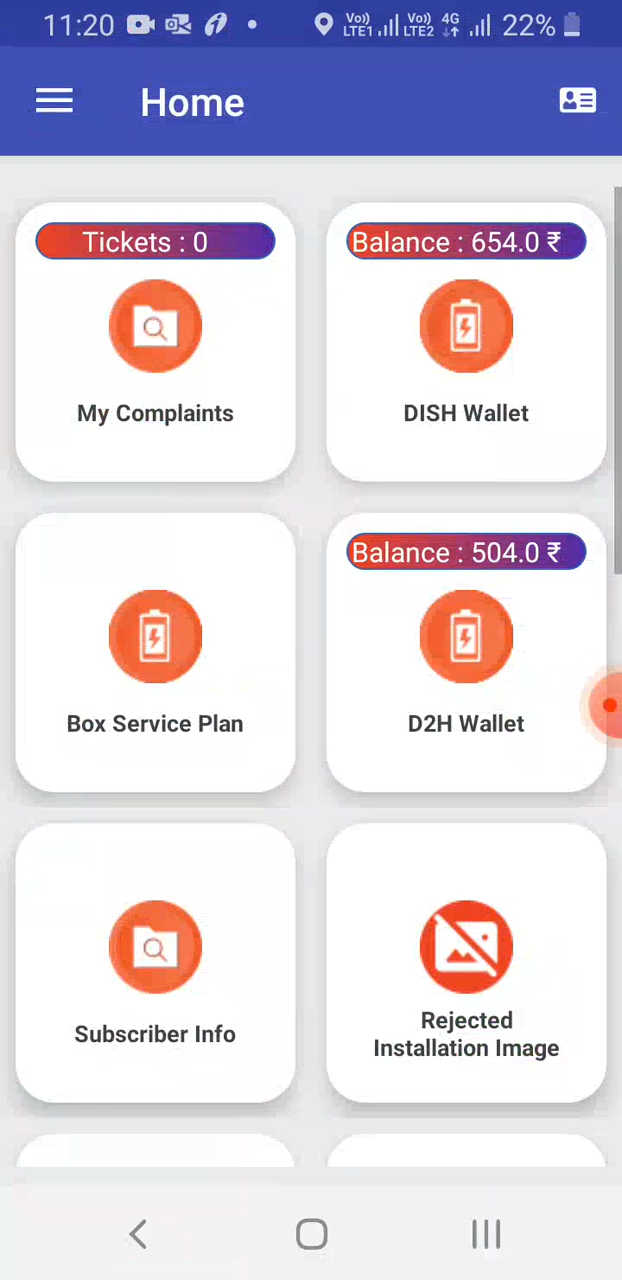 11:20 Vo)) LTE1 Vo)) LTE2 4G 22%
Home
Tickets : 0
My Complaints
Balance : 654.0 ₹
DISH Wallet
Box Service Plan
Balance : 504.0 ₹
D2H Wallet
Subscriber Info
Rejected
Installation Image